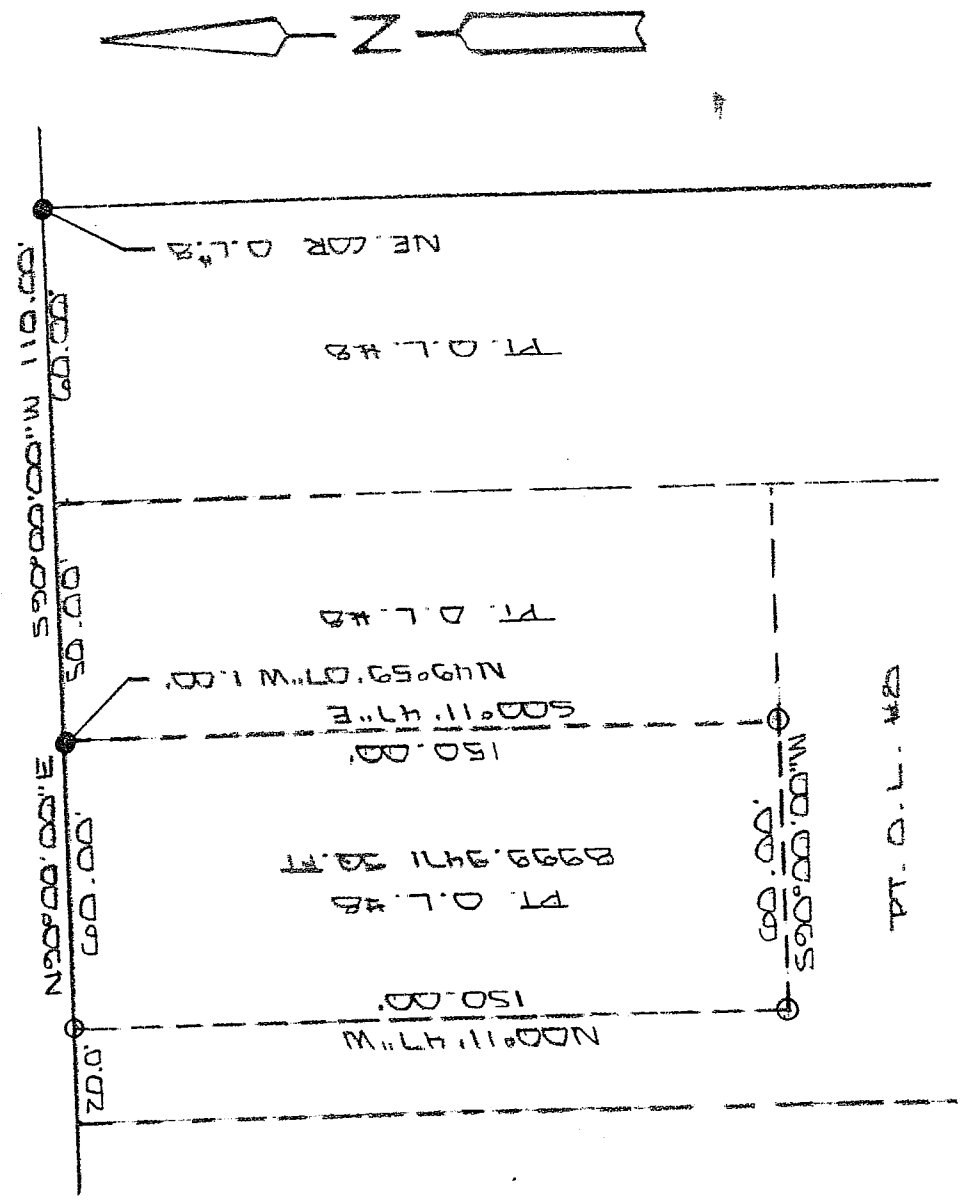 N00°11'47"W
150.00'
20.0'
PT. O.L. #8
8999.9471 SQ. FT
N90°00'00"E
60.00'
S90°00'00"W
60.00'
PT. O.L. #8
150.00'
S00°11'47"E
N49°59'07"W 1.00'
PT. O.L. #8
50.00'
S90°00'00"W 110.00'
60.00'
PT. O.L. #8
NE. COR O.L.#8
N